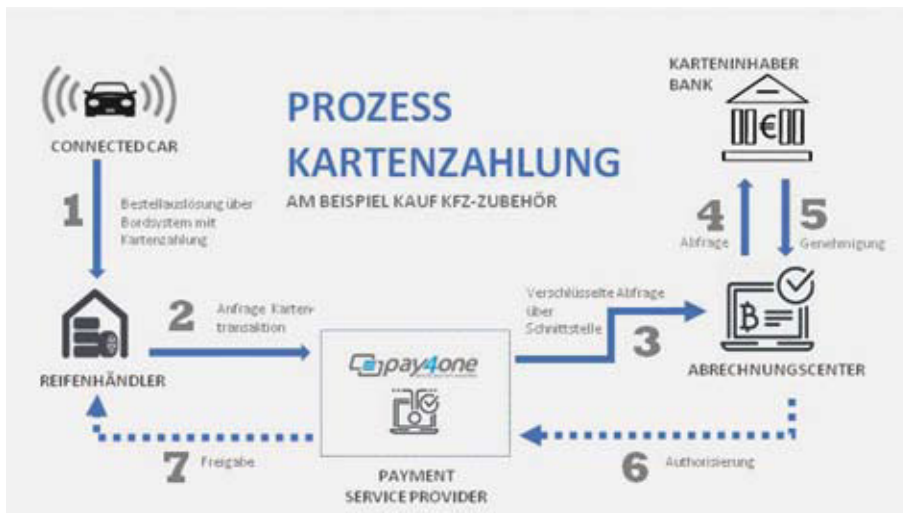 PROZESS
KARTENZAHLUNG
AM BEISPIEL KAUF KFZ-ZUBEHÖR
CONNECTED CAR
1
Bestellauslösung über
Bordsystem mit
Kartenzahlung
REIFENHÄNDLER
2
Anfrage Karten-
transaktion
pay4one
PAYMENT
SERVICE PROVIDER
Verschlüsselte Abfrage
über
Schnittstelle
3
KARTENINHABER
BANK
€
4
Abfrage
5
Genehmigung
B
ABRECHNUNGSCENTER
6
Authorisierung
7
Freigabe